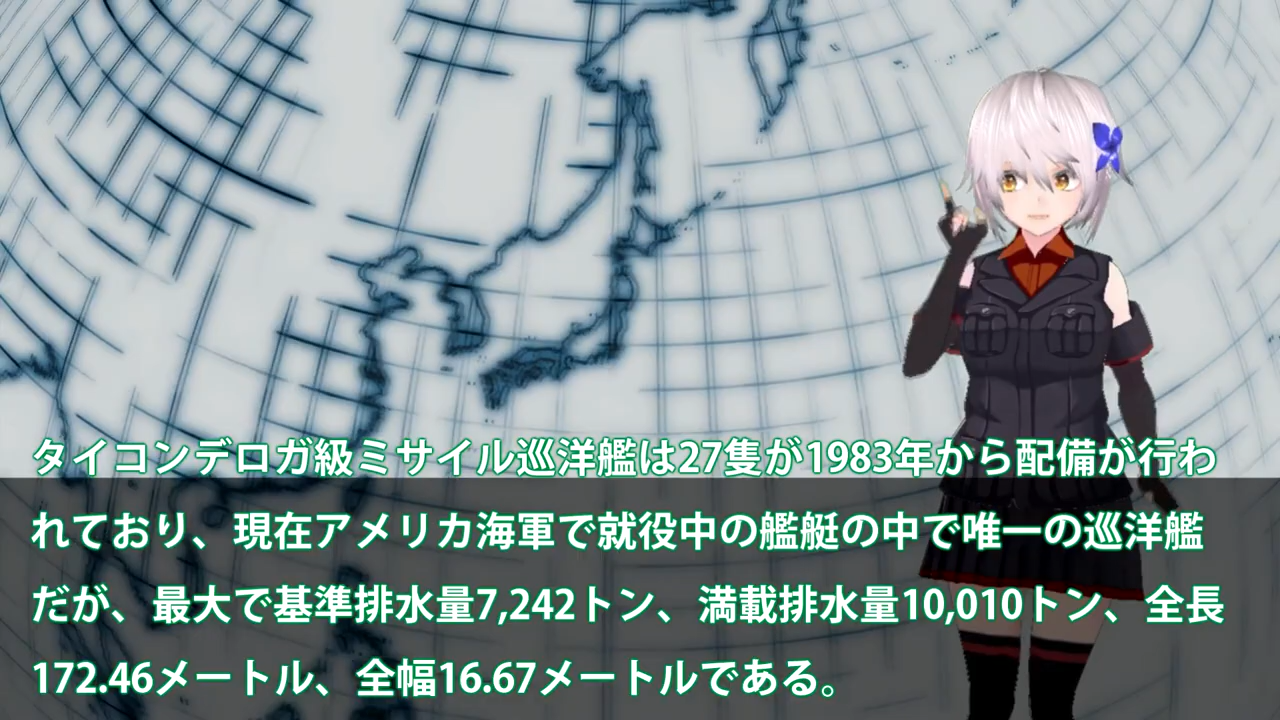 タイコンデロガ級ミサイル巡洋艦は27隻が1983年から配備が行わ
れており、現在アメリカ海軍で就役中の艦艇の中で唯一の巡洋艦
だが、最大で基準排水量7,242トン、満載排水量10,010トン、全長
172.46メートル、全幅16.67メートルである。